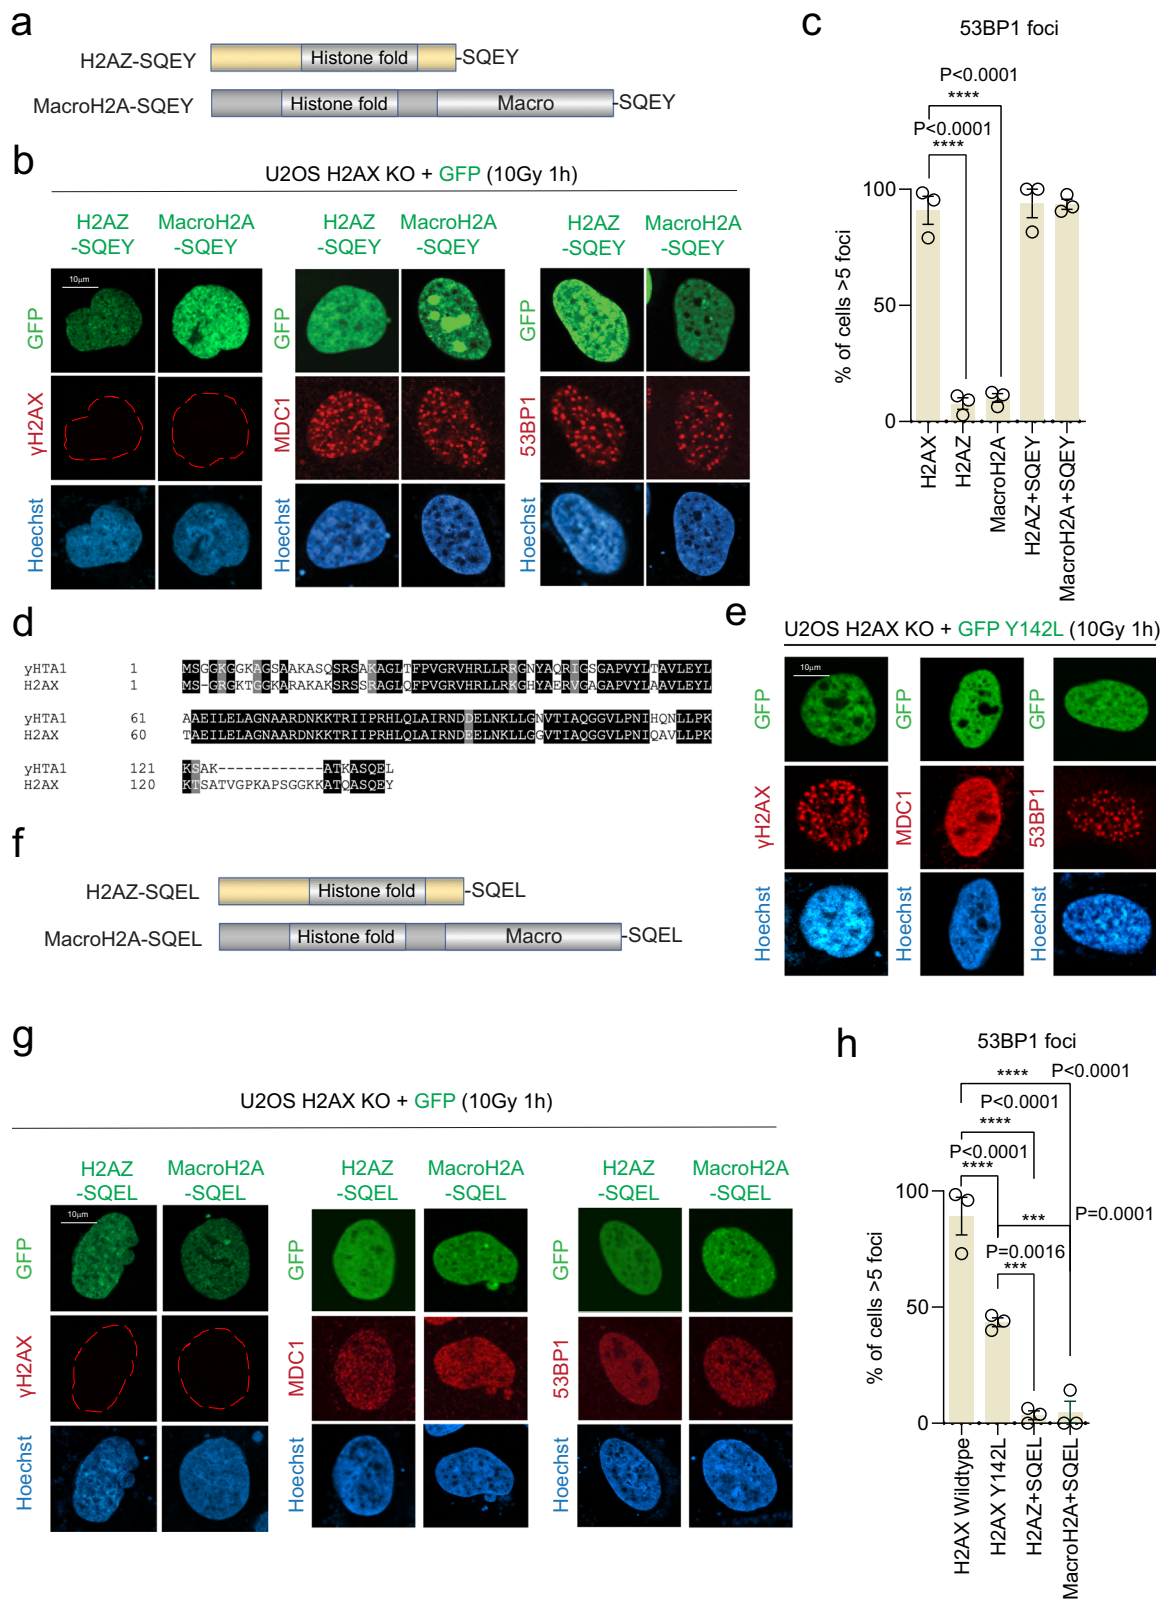 a
H2AZ-SQEY
Histone fold
-SQEY
MacroH2A-SQEY
Histone fold
Macro
-SQEY
b
U2OS H2AX KO + GFP (10Gy 1h)
H2AZ
-SQEY
MacroH2A
-SQEY
H2AZ
-SQEY
MacroH2A
-SQEY
H2AZ
-SQEY
MacroH2A
-SQEY
10μm
GFP
GFP
GFP
γH2AX
MDC1
53BP1
Hoechst
Hoechst
Hoechst
c
53BP1 foci
P<0.0001
****
P<0.0001
****
% of cells >5 foci
100
50
0
H2AX
H2AZ
MacroH2A
H2AZ+SQEY
MacroH2A+SQEY
d
yHTA1 1 MSGGKGGKAGSAAKASQSRSAKAGLTFPVGRVHRLLRRGNYAQRIGSGAPVYLTAVLEYL
H2AX 1 MS-GRGKTGGKARAKAKSRSSRAGLQFPVGRVHRLLRKGHYAERVGAGAPVYLAAVLEYL
yHTA1 61 AAEILELAGNAARDNKKTRIIPRHLQLAIRNDDELNKLLGNVTIAQGGVLPNIHQNLLPK
H2AX 60 TAEILELAGNAARDNKKTRIIPRHLQLAIRNDEELNKLLGGVTIAQGGVLPNIQAVLLPK
yHTA1 121 KSAK------------ATKASQEL
H2AX 120 KTSATVGPKAPSGGKKATQASQEY
e
U2OS H2AX KO + GFP Y142L (10Gy 1h)
10μm
GFP
GFP
GFP
γH2AX
MDC1
53BP1
Hoechst
Hoechst
Hoechst
f
H2AZ-SQEL
Histone fold
-SQEL
MacroH2A-SQEL
Histone fold
Macro
-SQEL
g
U2OS H2AX KO + GFP (10Gy 1h)
H2AZ
-SQEL
MacroH2A
-SQEL
H2AZ
-SQEL
MacroH2A
-SQEL
H2AZ
-SQEL
MacroH2A
-SQEL
10μm
GFP
GFP
GFP
γH2AX
MDC1
53BP1
Hoechst
Hoechst
Hoechst
h
53BP1 foci
****
P<0.0001
P<0.0001
****
P<0.0001
****
***
P=0.0001
P=0.0016
***
% of cells >5 foci
100
50
0
H2AX Wildtype
H2AX Y142L
H2AZ+SQEL
MacroH2A+SQEL